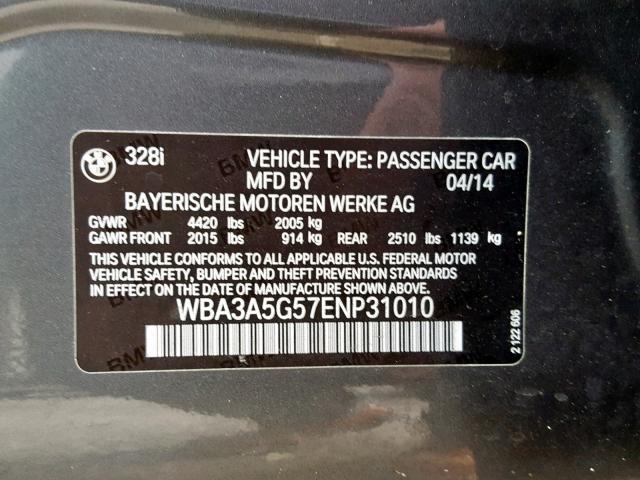 328i VEHICLE TYPE: PASSENGER CAR
MFD BY 04/14
BAYERISCHE MOTOREN WERKE AG
GVWR 4420 lbs 2005 kg
GAWR FRONT 2015 lbs 914 kg REAR 2510 lbs 1139 kg
THIS VEHICLE CONFORMS TO ALL APPLICABLE U.S. FEDERAL MOTOR
VEHICLE SAFETY, BUMPER AND THEFT PREVENTION STANDARDS
IN EFFECT ON THE DATE OF MANUFACTURE SHOWN ABOVE.
WBA3A5G57ENP31010
2 122 606